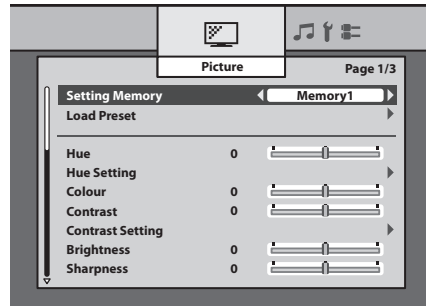 Picture
Page 1/3
Setting Memory Memory1
Load Preset
Hue 0
Hue Setting
Colour 0
Contrast 0
Contrast Setting
Brightness 0
Sharpness 0